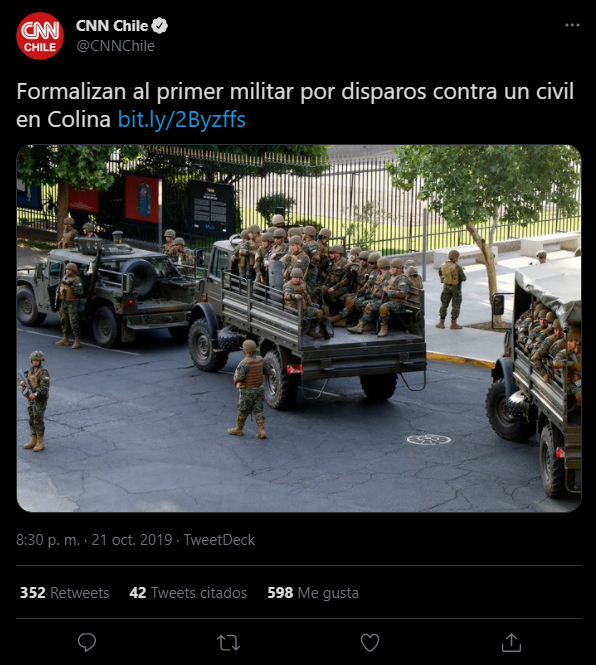 CNN
CHILE
CNN Chile
@CNNChile
Formalizan al primer militar por disparos contra un civil
en Colina bit.ly/2Byzffs
8:30 p. m. · 21 oct. 2019 · TweetDeck
352 Retweets 42 Tweets citados 598 Me gusta